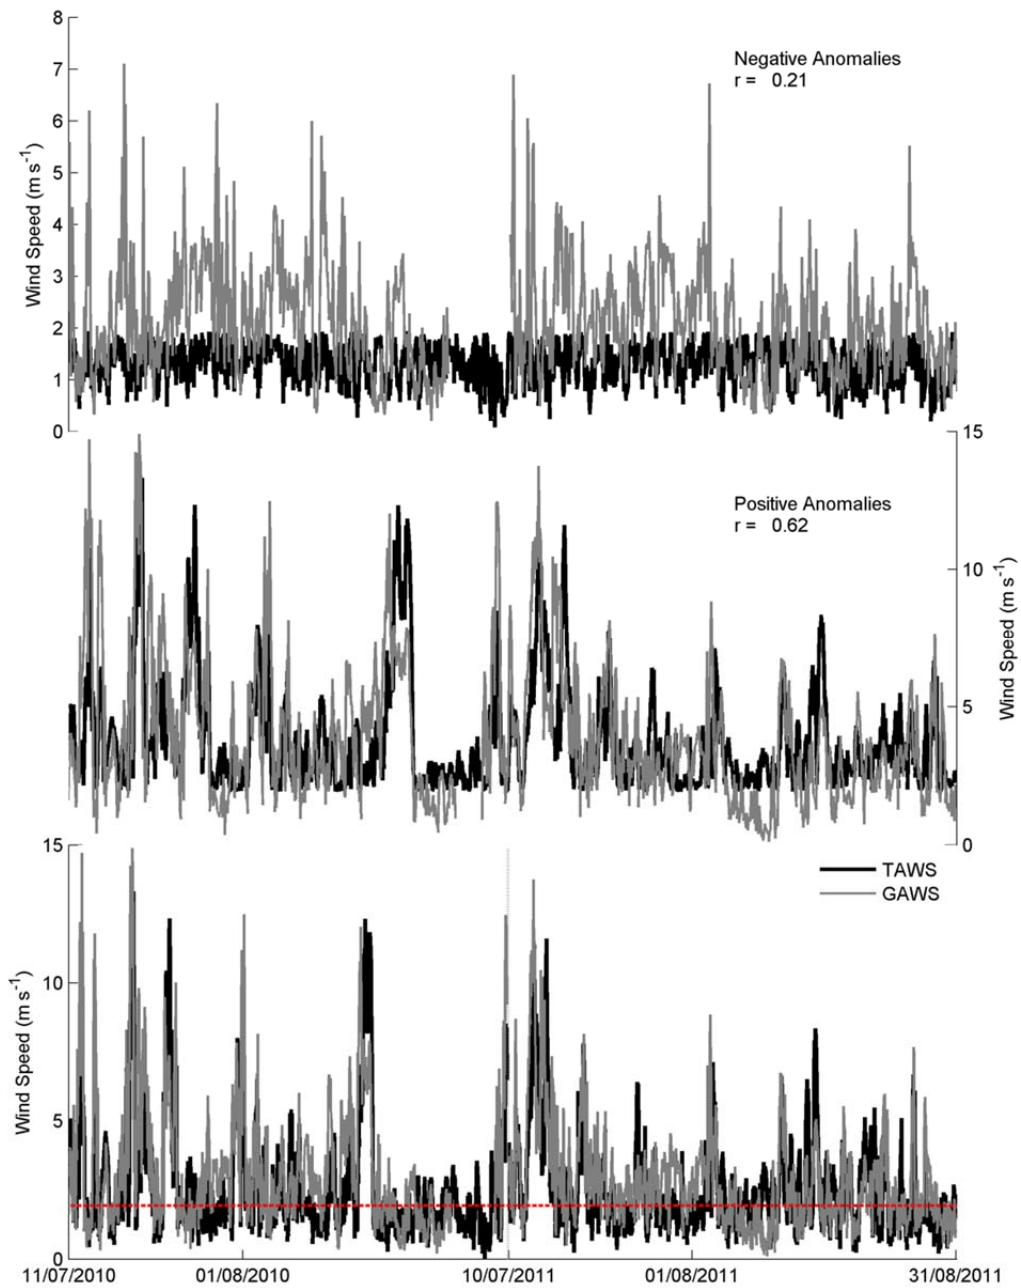 8
7
6
5
4
3
2
1
0
Wind Speed (m s-1)
Negative Anomalies
r = 0.21
15
10
5
0
Wind Speed (m s-1)
Positive Anomalies
r = 0.62
15
10
5
0
Wind Speed (m s-1)
TAWS
GAWS
11/07/2010 01/08/2010 10/07/2011 01/08/2011 31/08/2011